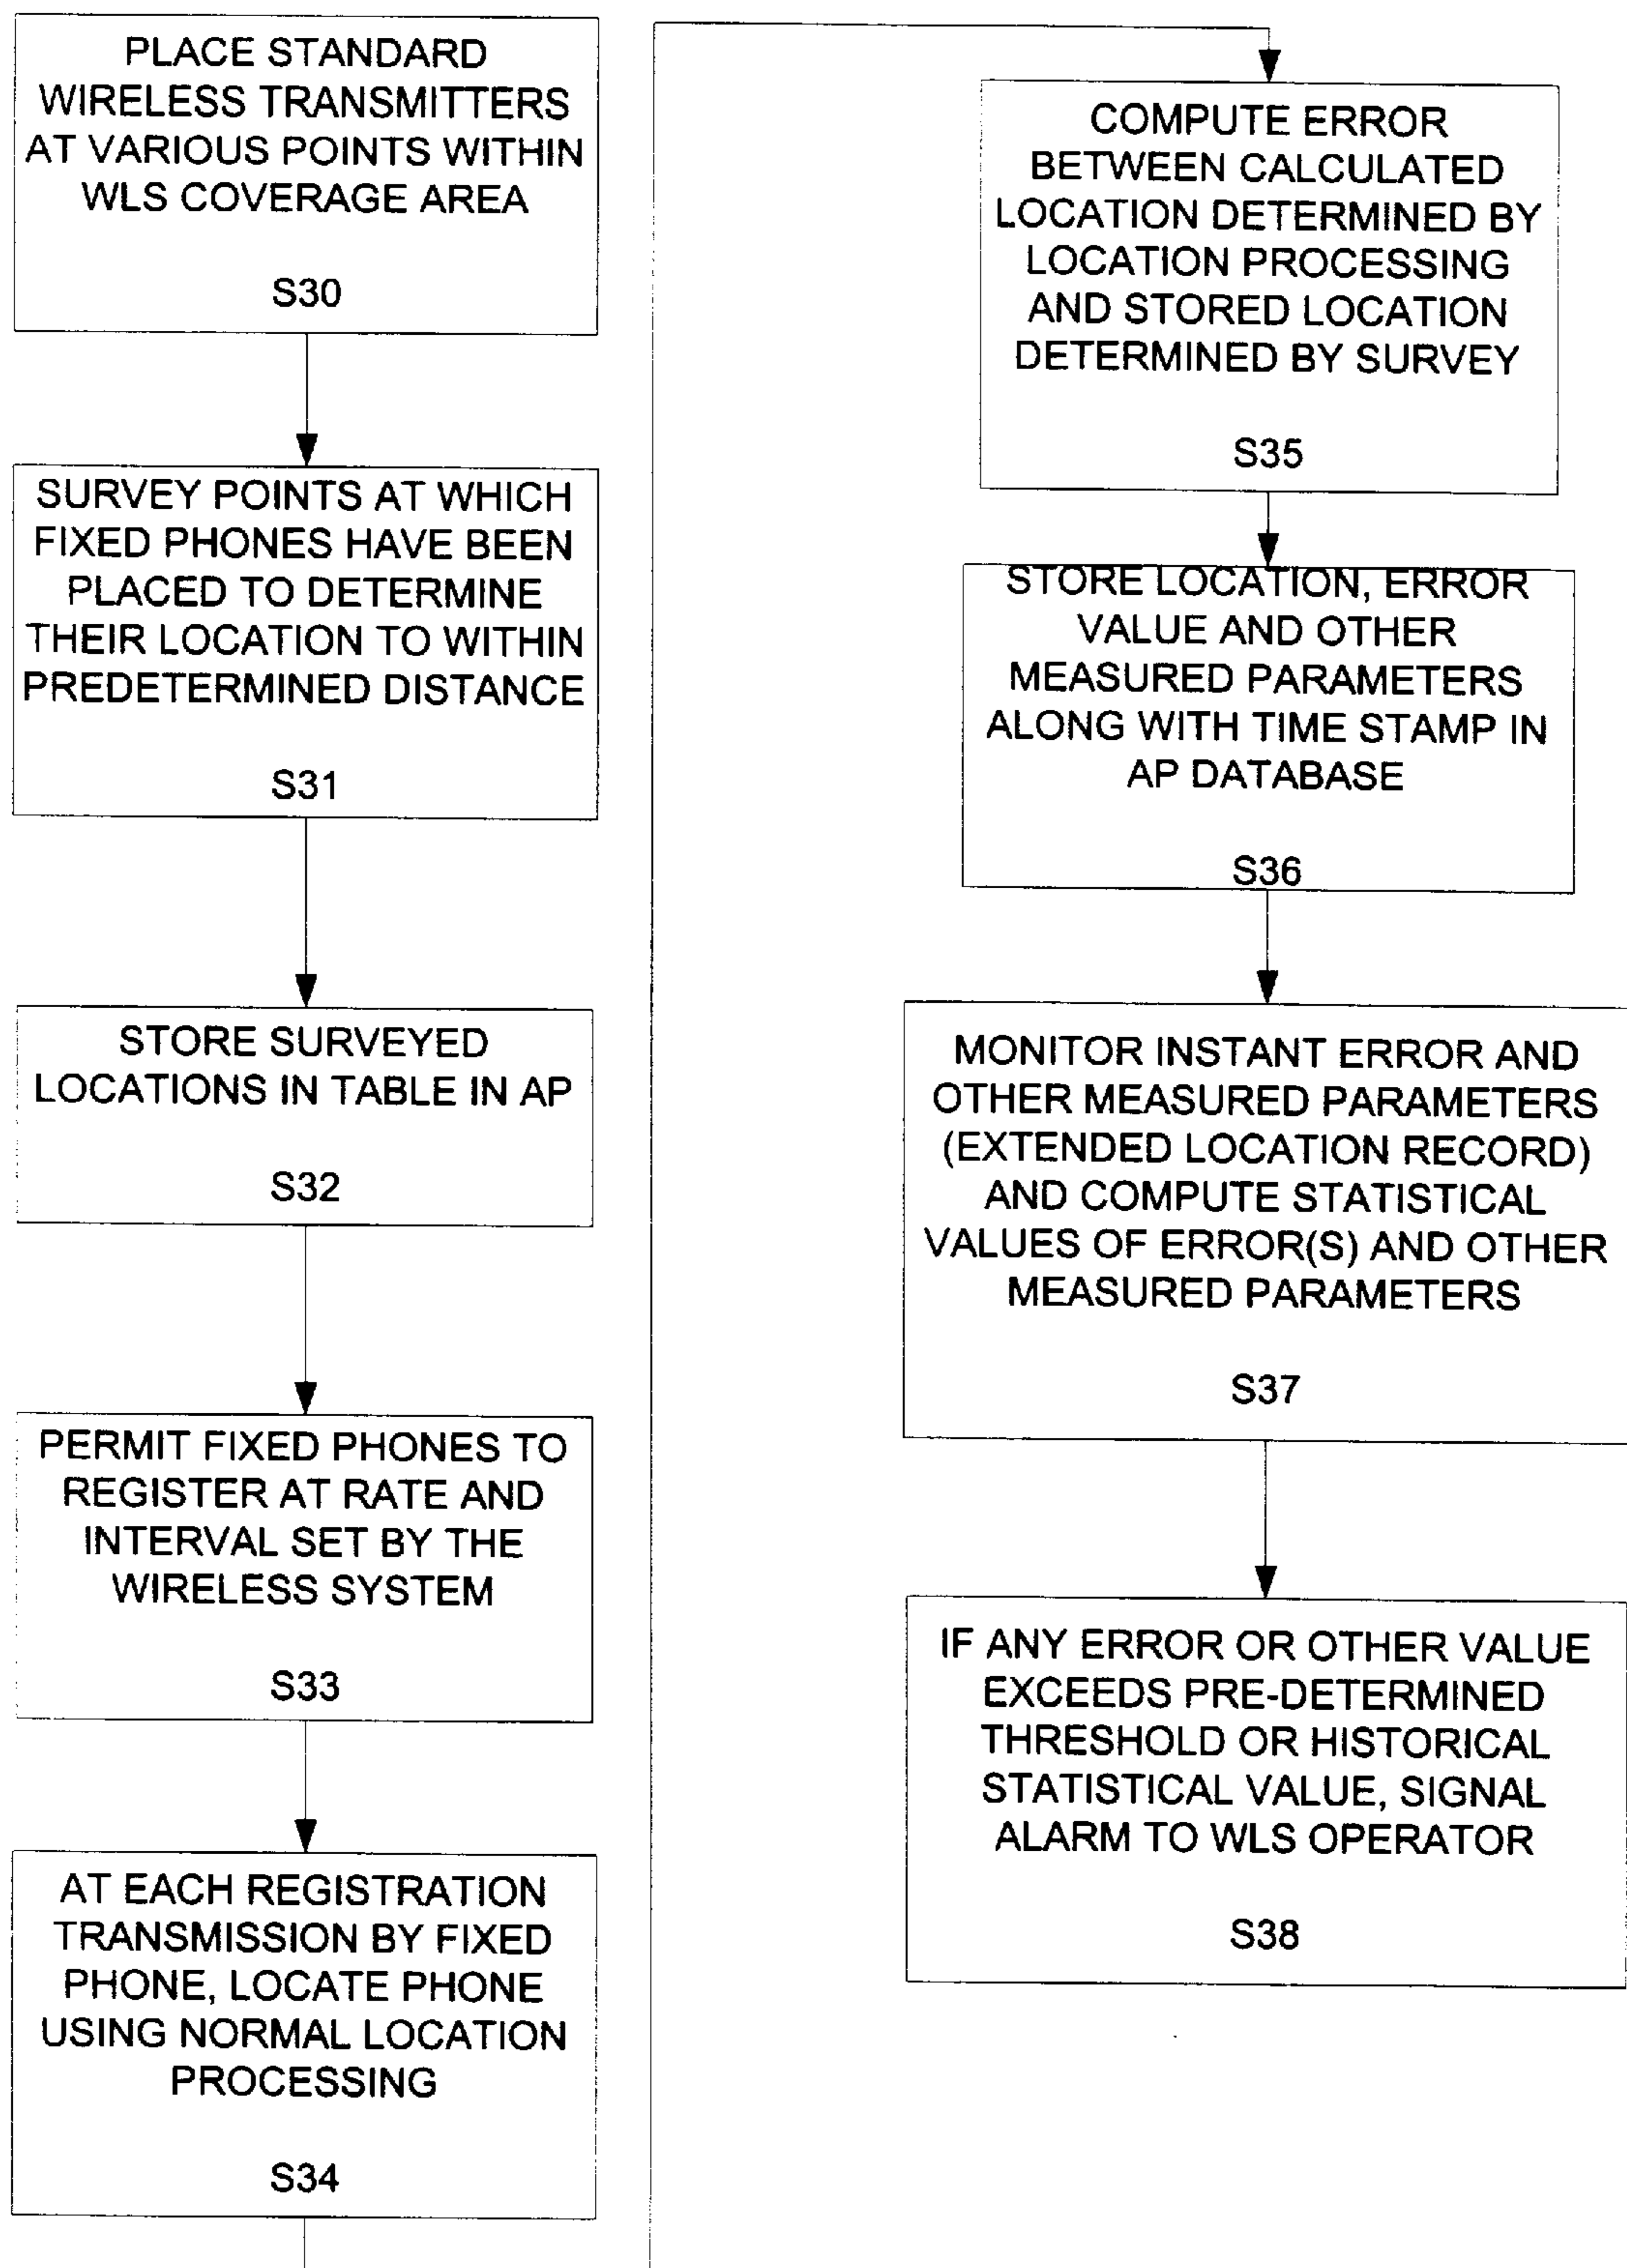 PLACE STANDARD
WIRELESS TRANSMITTERS
AT VARIOUS POINTS WITHIN
WLS COVERAGE AREA
S30
SURVEY POINTS AT WHICH
FIXED PHONES HAVE BEEN
PLACED TO DETERMINE
THEIR LOCATION TO WITHIN
PREDETERMINED DISTANCE
S31
STORE SURVEYED
LOCATIONS IN TABLE IN AP
S32
PERMIT FIXED PHONES TO
REGISTER AT RATE AND
INTERVAL SET BY THE
WIRELESS SYSTEM
S33
AT EACH REGISTRATION
TRANSMISSION BY FIXED
PHONE, LOCATE PHONE
USING NORMAL LOCATION
PROCESSING
S34
COMPUTE ERROR
BETWEEN CALCULATED
LOCATION DETERMINED BY
LOCATION PROCESSING
AND STORED LOCATION
DETERMINED BY SURVEY
S35
STORE LOCATION, ERROR
VALUE AND OTHER
MEASURED PARAMETERS
ALONG WITH TIME STAMP IN
AP DATABASE
S36
MONITOR INSTANT ERROR AND
OTHER MEASURED PARAMETERS
(EXTENDED LOCATION RECORD)
AND COMPUTE STATISTICAL
VALUES OF ERROR(S) AND OTHER
MEASURED PARAMETERS
S37
IF ANY ERROR OR OTHER VALUE
EXCEEDS PRE-DETERMINED
THRESHOLD OR HISTORICAL
STATISTICAL VALUE, SIGNAL
ALARM TO WLS OPERATOR
S38